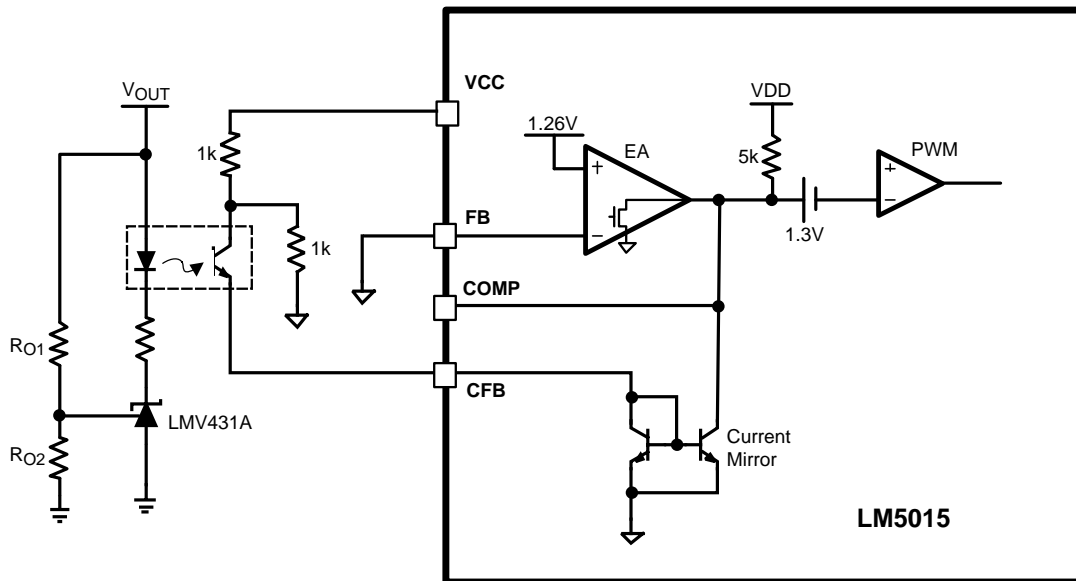 VCC
VOUT
VDD
1.26V
EA
5k
PWM
1k
FB
1k
1.3V
COMP
RO1
CFB
LMV431A
Current
Mirror
RO2
LM5015